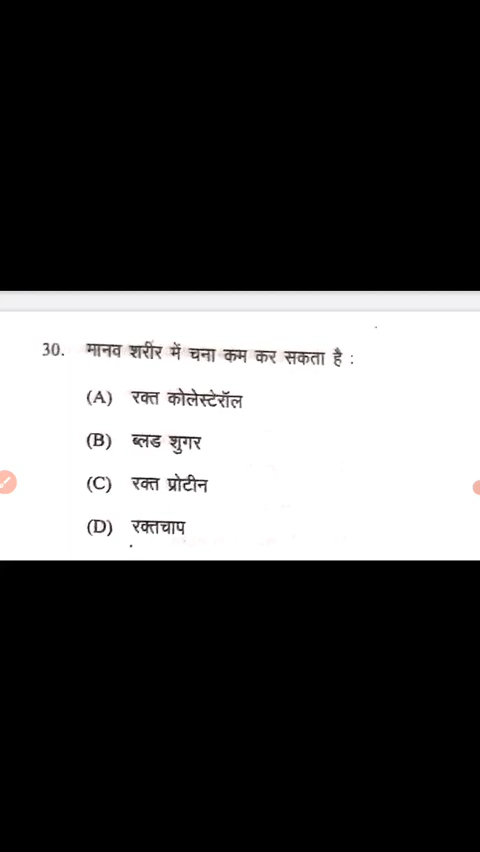 30. मानव शरीर में चना कम कर सकता है :
(A) रक्त कोलेस्टेरॉल
(B) ब्लड शुगर
(C) रक्त प्रोटीन
(D) रक्तचाप